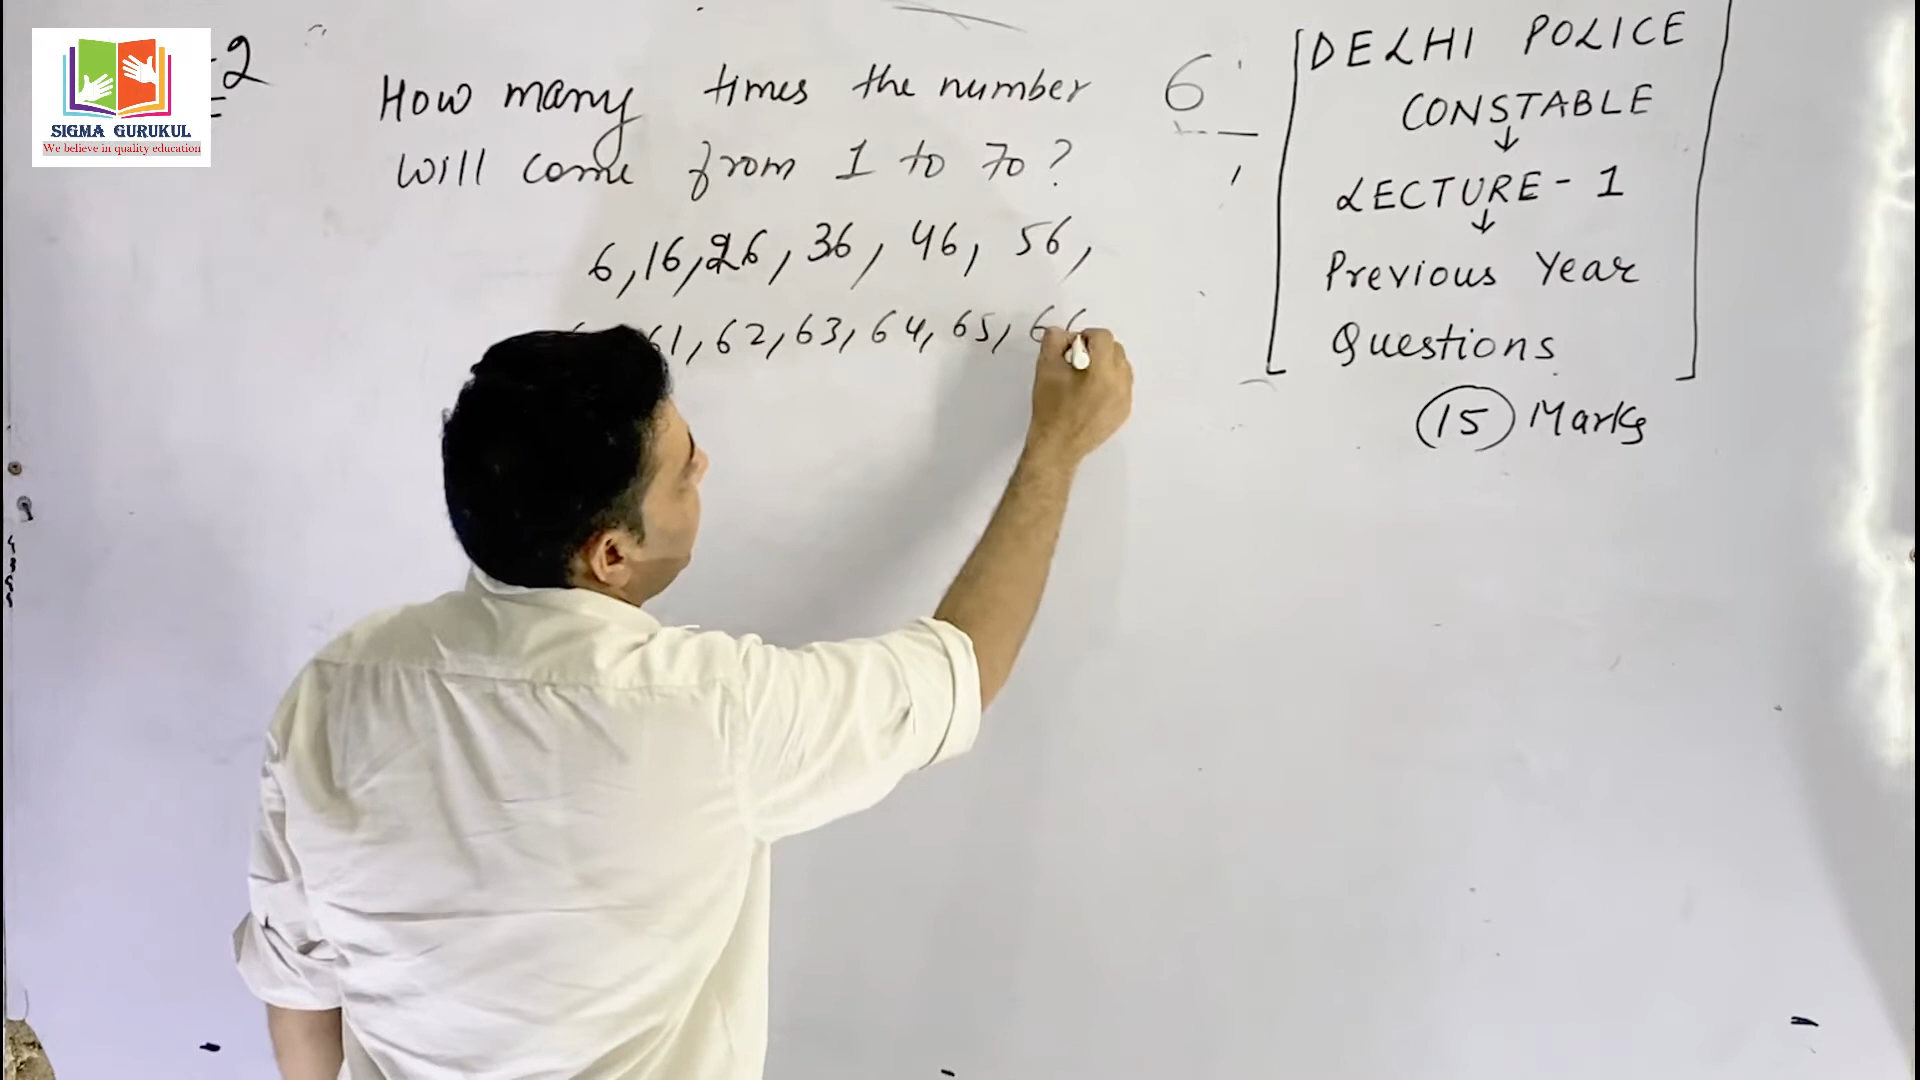 SIGMA GURUKUL
We believe in quality education
-2
How many times the number 6
will come from 1 to 70?
6, 16, 26, 36, 46, 56,
61, 62, 63, 64, 65, 66
DELHI POLICE
CONSTABLE
↓
LECTURE - 1
↓
Previous Year
Questions
15 Marks